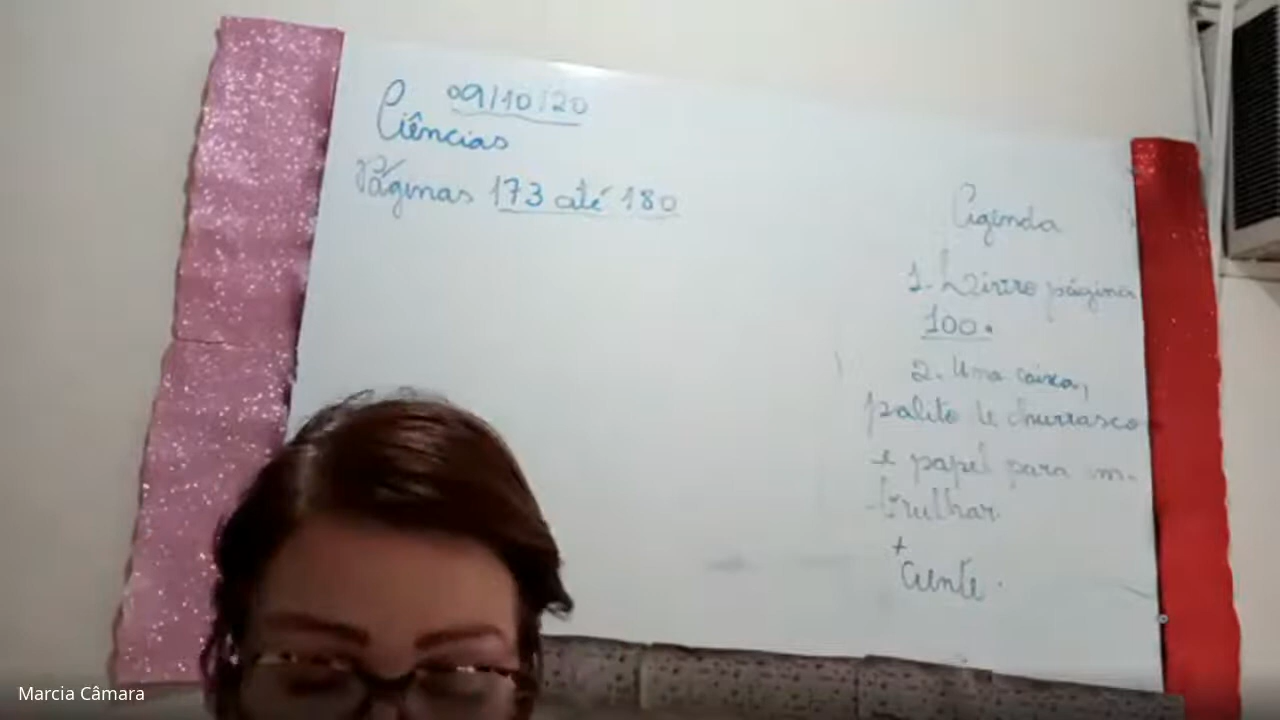 09/10/20
Ciências
Páginas 173 até 180
Agenda
1. Livro página
100.
2. Uma caixa,
palito de churrasco
e papel para em-
brulhar
+
Ciente.
Marcia Câmara